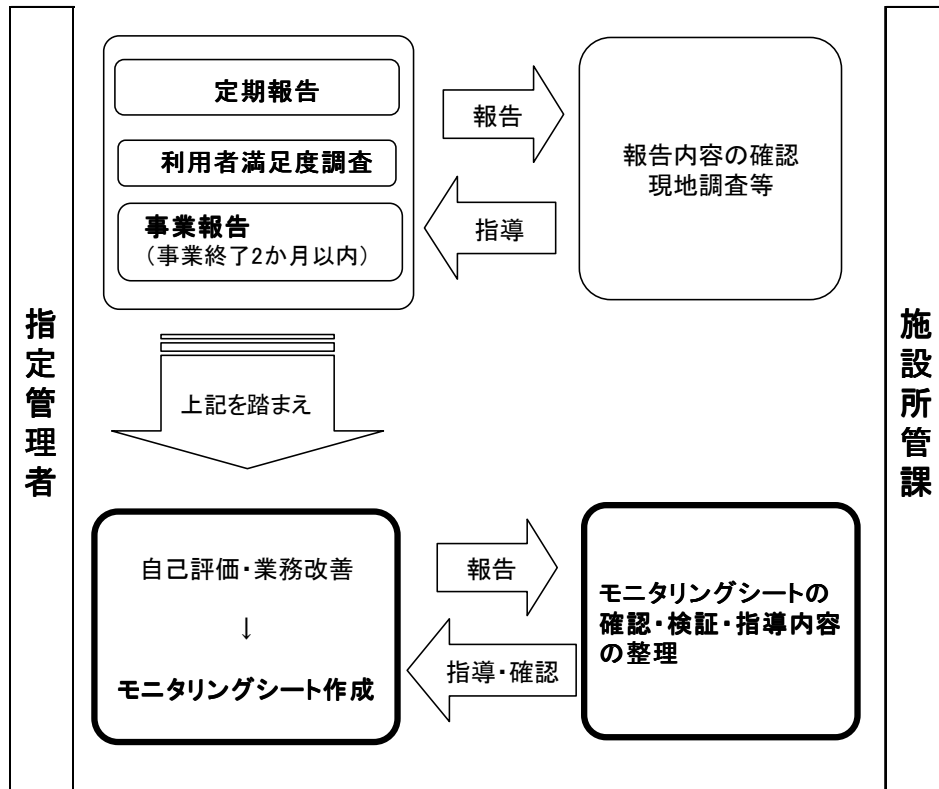 指定管理者
定期報告
利用者満足度調査
事業報告
（事業終了2か月以内）
報告
指導
報告内容の確認
現地調査等
上記を踏まえ
自己評価・業務改善
↓
モニタリングシート作成
報告
指導・確認
モニタリングシートの
確認・検証・指導内容
の整理
施設所管課